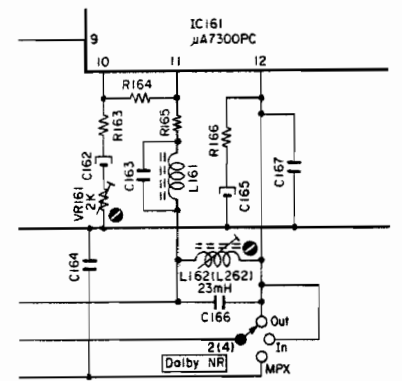 IC161
μA7300PC
9
10
11
12
R164
R163
R165
R166
C162
C163
L161
C165
C167
VR161
2K
C164
L162(L262)
23mH
C166
Out
2(4)
In
Dolby NR
MPX